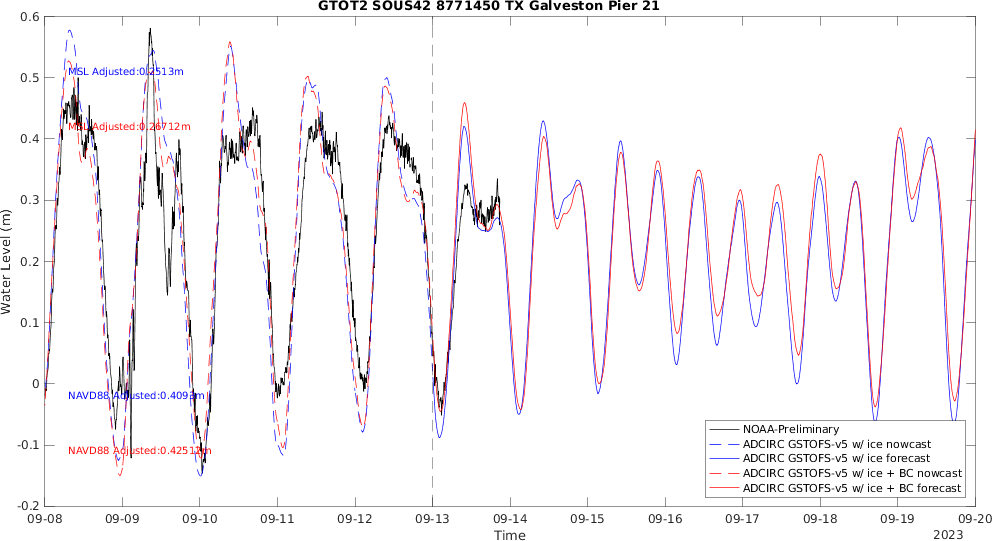 GTOT2 SOUS42 8771450 TX Galveston Pier 21
0.6
0.5
0.4
0.3
0.2
0.1
0
-0.1
-0.2
Water Level (m)
MSL Adjusted:0.2513m
MSL Adjusted:0.26712m
NAVD88 Adjusted:0.4093m
NAVD88 Adjusted:0.42512m
NOAA-Preliminary
ADCIRC GSTOFS-v5 w/ ice nowcast
ADCIRC GSTOFS-v5 w/ ice forecast
ADCIRC GSTOFS-v5 w/ ice + BC nowcast
ADCIRC GSTOFS-v5 w/ ice + BC forecast
09-08 09-09 09-10 09-11 09-12 09-13 09-14 09-15 09-16 09-17 09-18 09-19 09-20
Time
2023